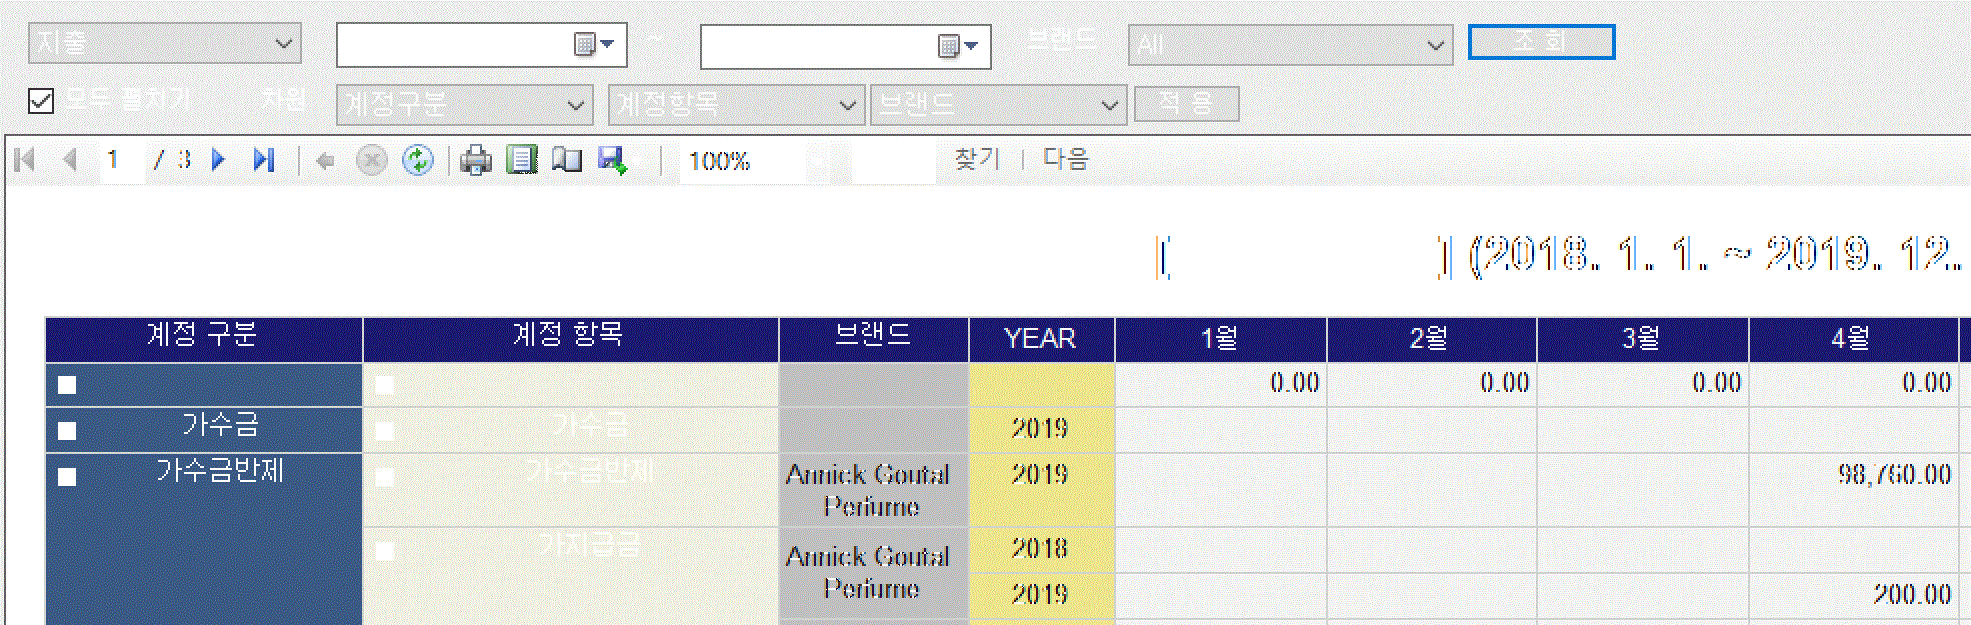 지출 ~ 브랜드 All 조 회
모두 펼치기 차원 계정구분 계정항목 브랜드 적 용
1 / 3 100% 찾기 | 다음
[ ] (2018. 1. 1. ~ 2019. 12.
계정 구분 계정 항목 브랜드 YEAR 1월 2월 3월 4월
0.00 0.00 0.00 0.00
가수금 가수금 2019
가수금반제 가수금반제 Annick Goutal 2019 98,760.00
Perfume
가지급금 Annick Goutal 2018
Perfume 2019 200.00